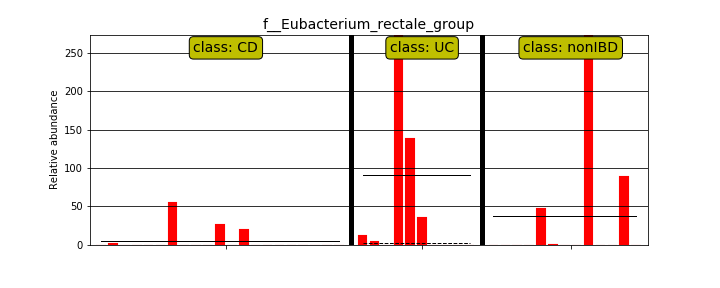 f__Eubacterium_rectale_group
class: CD
class: UC
class: nonIBD
Relative abundance
250
200
150
100
50
0